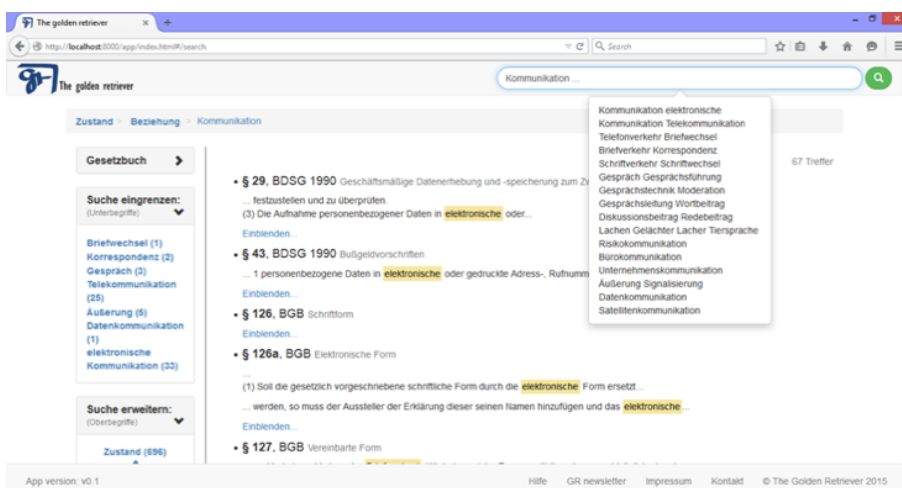 The golden retriever × +
http://localhost:8000/app/index.html#/search
Search
The golden retriever
Kommunikation ...
Zustand > Beziehung > Kommunikation
Kommunikation elektronische
Kommunikation Telekommunikation
Telefonverkehr Briefwechsel
Briefverkehr Korrespondenz
Schriftverkehr Schriftwechsel
Gespräch Gesprächsführung
Gesprächstechnik Moderation
Gesprächsleitung Wortbeitrag
Diskussionsbeitrag Redebeitrag
Lachen Gelächter Lacher Tiersprache
Risikokommunikation
Bürokommunikation
Unternehmenskommunikation
Äußerung Signalisierung
Datenkommunikation
Satellitenkommunikation
67 Treffer
Gesetzbuch
Suche eingrenzen:
(Unterbegriffe)
Briefwechsel (1)
Korrespondenz (2)
Gespräch (3)
Telekommunikation
(25)
Äußerung (5)
Datenkommunikation
(1)
elektronische
Kommunikation (33)
Suche erweitern:
(Oberbegriffe)
Zustand (696)
• § 29, BDSG 1990 Geschäftsmäßige Datenerhebung und -speicherung zum
... festzustellen und zu überprüfen.
(3) Die Aufnahme personenbezogener Daten in elektronische oder...
Einblenden...
• § 43, BDSG 1990 Bußgeldvorschriften
... 1 personenbezogene Daten in elektronische oder gedruckte Adress-, Rufnumm
Einblenden...
• § 126, BGB Schriftform
Einblenden...
• § 126a, BGB Elektronische Form
...
(1) Soll die gesetzlich vorgeschriebene schriftliche Form durch die elektronische Form ersetzt...
... werden, so muss der Aussteller der Erklärung dieser seinen Namen hinzufügen und das elektronische...
Einblenden...
• § 127, BGB Vereinbarte Form
App version: v0.1
Hilfe GR newsletter Impressum Kontakt © The Golden Retriever 2015